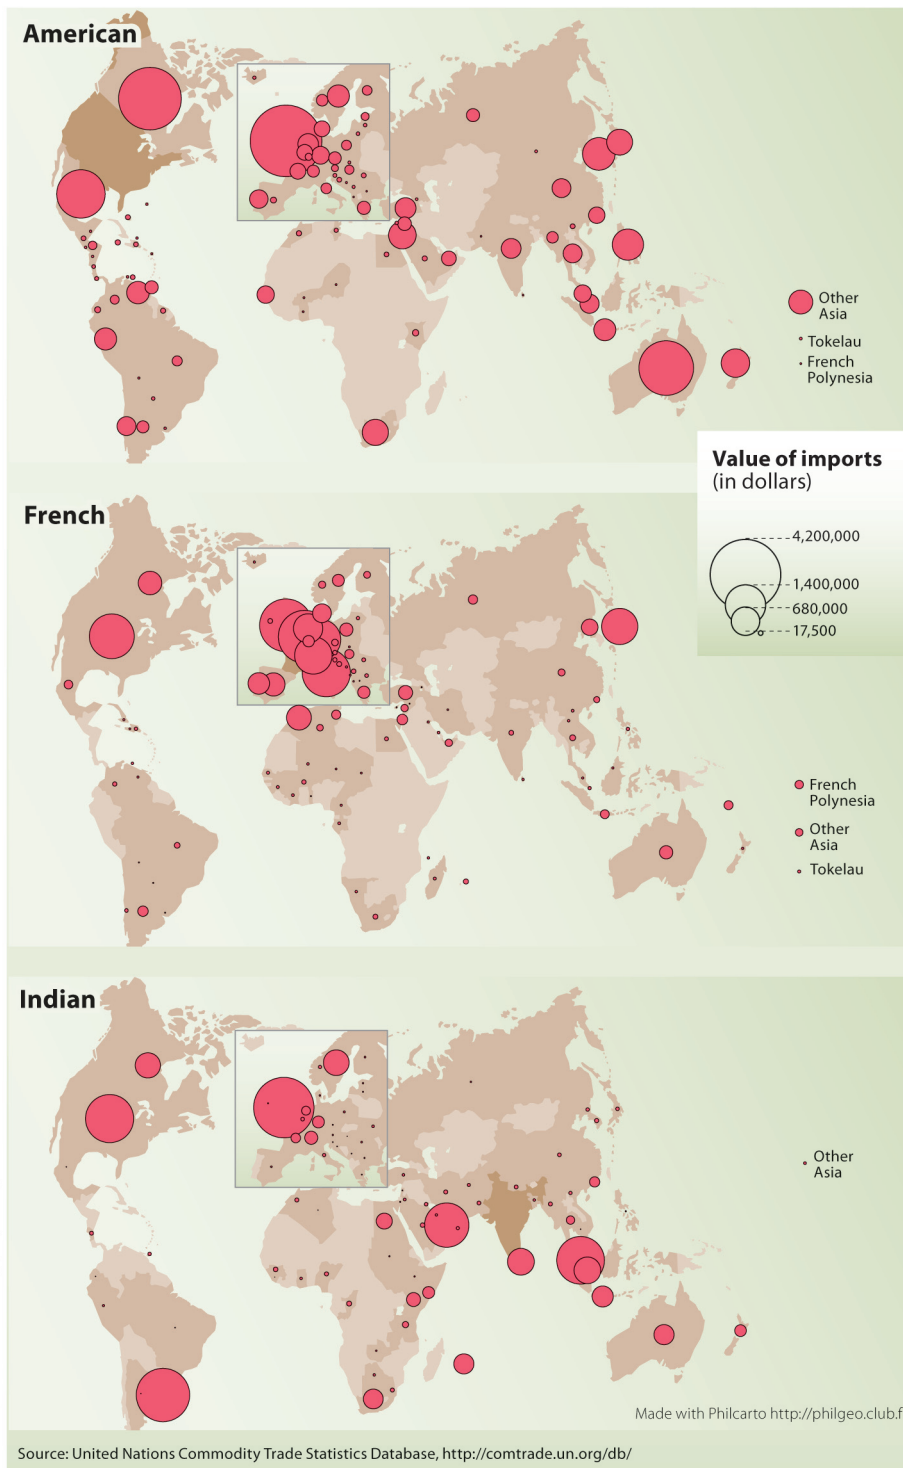 American
Other
Asia
Tokelau
French
Polynesia
Value of imports
(in dollars)
4,200,000
1,400,000
680,000
17,500
French
French
Polynesia
Other
Asia
Tokelau
Indian
Other
Asia
Made with Philcarto http://philgeo.club.f
Source: United Nations Commodity Trade Statistics Database, http://comtrade.un.org/db/